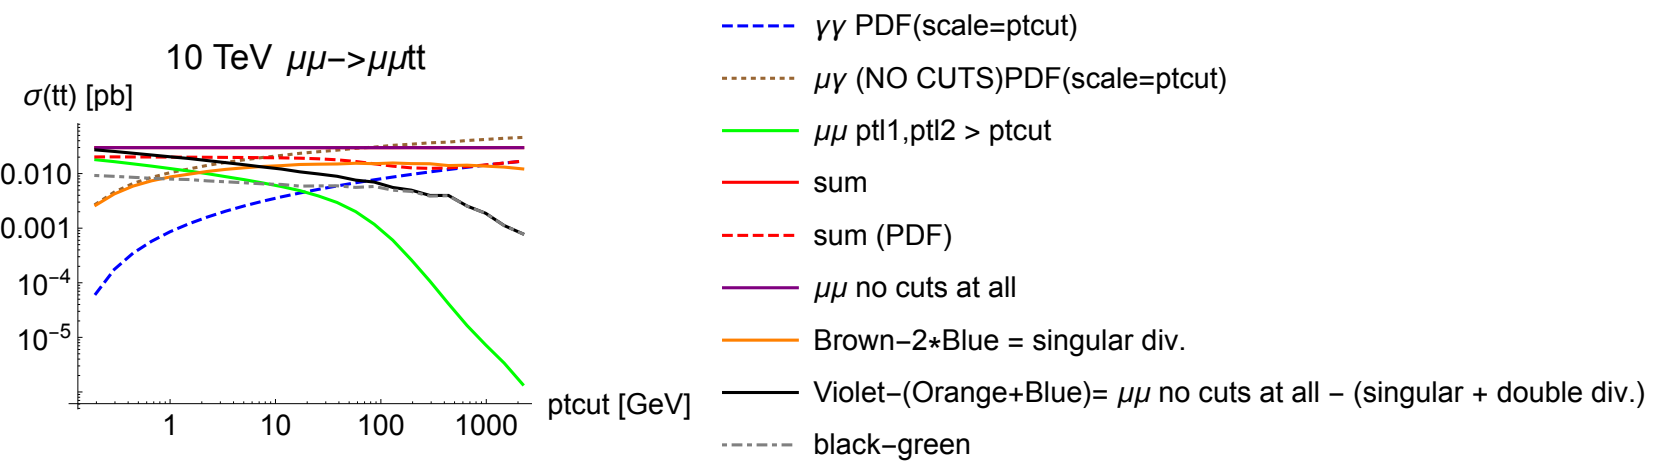 10 TeV μμ−>μμtt
σ(tt) [pb]
0.010
0.001
10−4
10−5
1 10 100 1000
ptcut [GeV]
γγ PDF(scale=ptcut)
μγ (NO CUTS)PDF(scale=ptcut)
μμ ptl1,ptl2 > ptcut
sum
sum (PDF)
μμ no cuts at all
Brown−2*Blue = singular div.
Violet−(Orange+Blue)= μμ no cuts at all − (singular + double div.)
black−green